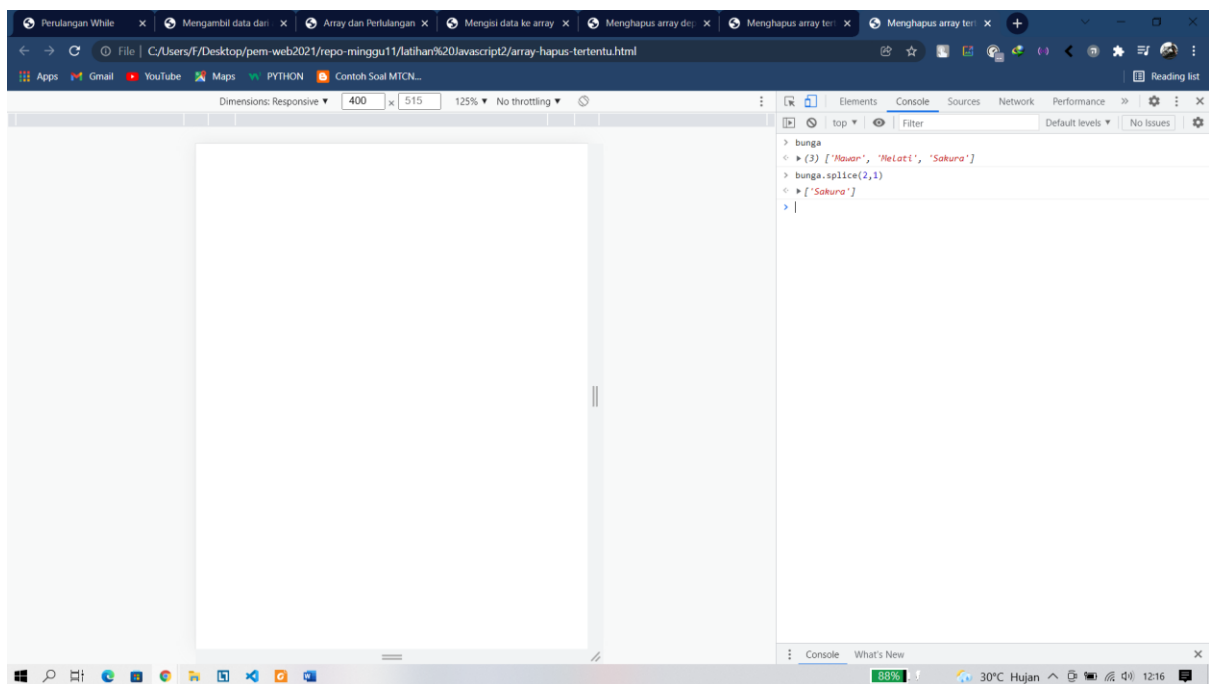 Perulangan While
Mengambil data dari
Array dan Perlulangan
Mengisi data ke array
Menghapus array dep
Menghapus array tert
Menghapus array tert
File | C:/Users/F/Desktop/pem-web2021/repo-minggu11/latihan%20Javascript2/array-hapus-tertentu.html
Apps Gmail YouTube Maps PYTHON Contoh Soal MTCN... Reading list
Dimensions: Responsive ▼ 400 x 515 125% ▼ No throttling ▼
Elements Console Sources Network Performance »
top ▼ Filter Default levels ▼ No Issues
> bunga
(3) ['Mawar', 'Melati', 'Sakura']
> bunga.splice(2,1)
['Sakura']
>
Console What's New
88% 30°C Hujan 12:16